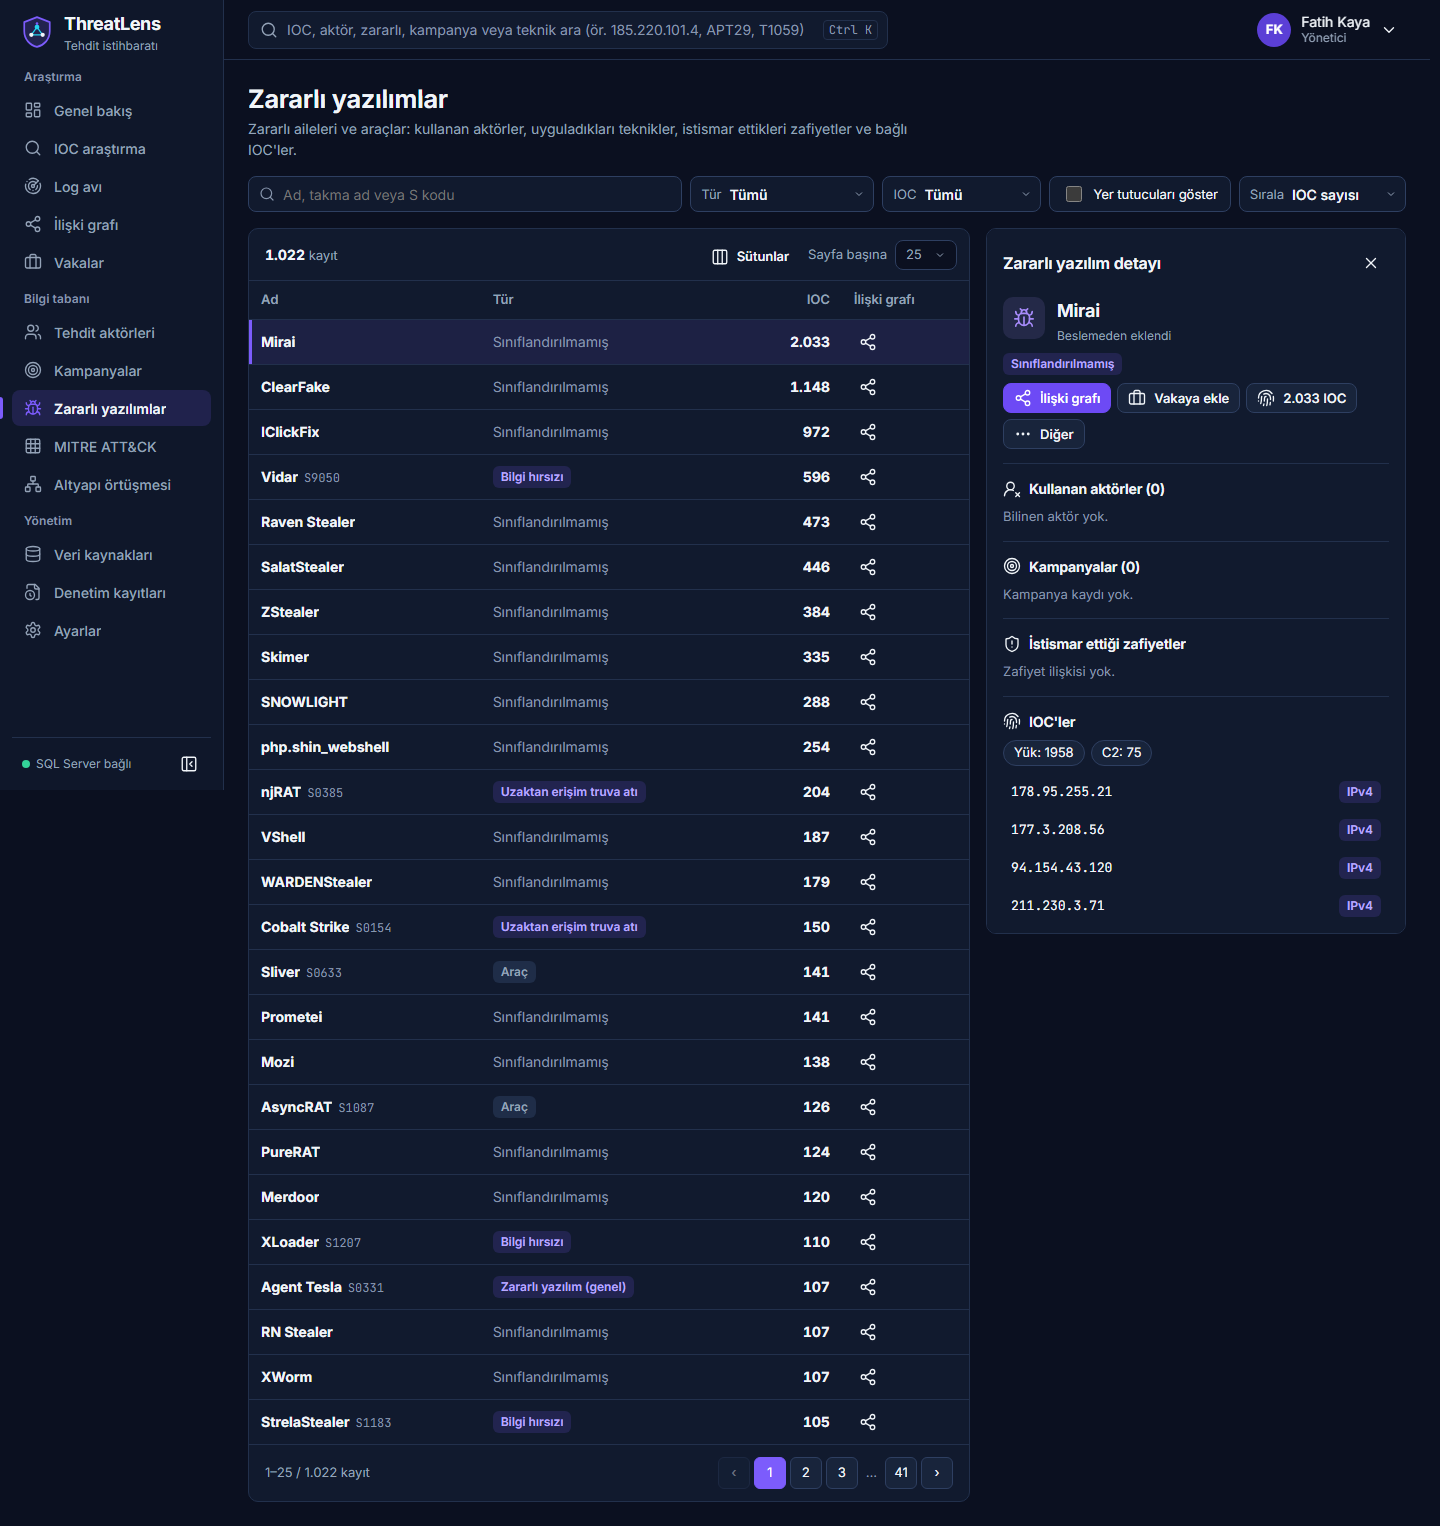 ThreatLens
Tehdit istihbaratı
IOC, aktör, zararlı, kampanya veya teknik ara (ör. 185.220.101.4, APT29, T1059)
Ctrl K
FK
Fatih Kaya
Yönetici
Araştırma
Genel bakış
IOC araştırma
Log avı
İlişki grafı
Vakalar
Bilgi tabanı
Tehdit aktörleri
Kampanyalar
Zararlı yazılımlar
MITRE ATT&CK
Altyapı örtüşmesi
Yönetim
Veri kaynakları
Denetim kayıtları
Ayarlar
SQL Server bağlı
Zararlı yazılımlar
Zararlı aileleri ve araçlar: kullanan aktörler, uyguladıkları teknikler, istismar ettikleri zafiyetler ve bağlı
IOC'ler.
Ad, takma ad veya S kodu
Tür Tümü
IOC Tümü
Yer tutucuları göster
Sırala IOC sayısı
1.022 kayıt
Sütunlar
Sayfa başına
25
Ad Tür IOC İlişki grafı
Mirai Sınıflandırılmamış 2.033
ClearFake Sınıflandırılmamış 1.148
IClickFix Sınıflandırılmamış 972
Vidar S9050 Bilgi hırsızı 596
Raven Stealer Sınıflandırılmamış 473
SalatStealer Sınıflandırılmamış 446
ZStealer Sınıflandırılmamış 384
Skimer Sınıflandırılmamış 335
SNOWLIGHT Sınıflandırılmamış 288
php.shin_webshell Sınıflandırılmamış 254
njRAT S0385 Uzaktan erişim truva atı 204
VShell Sınıflandırılmamış 187
WARDENStealer Sınıflandırılmamış 179
Cobalt Strike S0154 Uzaktan erişim truva atı 150
Sliver S0633 Araç 141
Prometei Sınıflandırılmamış 141
Mozi Sınıflandırılmamış 138
AsyncRAT S1087 Araç 126
PureRAT Sınıflandırılmamış 124
Merdoor Sınıflandırılmamış 120
XLoader S1207 Bilgi hırsızı 110
Agent Tesla S0331 Zararlı yazılım (genel) 107
RN Stealer Sınıflandırılmamış 107
XWorm Sınıflandırılmamış 107
StrelaStealer S1183 Bilgi hırsızı 105
1–25 / 1.022 kayıt
‹ 1 2 3 … 41 ›
Zararlı yazılım detayı
Mirai
Beslemeden eklendi
Sınıflandırılmamış
İlişki grafı
Vakaya ekle
2.033 IOC
Diğer
Kullanan aktörler (0)
Bilinen aktör yok.
Kampanyalar (0)
Kampanya kaydı yok.
İstismar ettiği zafiyetler
Zafiyet ilişkisi yok.
IOC'ler
Yük: 1958
C2: 75
178.95.255.21 IPv4
177.3.208.56 IPv4
94.154.43.120 IPv4
211.230.3.71 IPv4